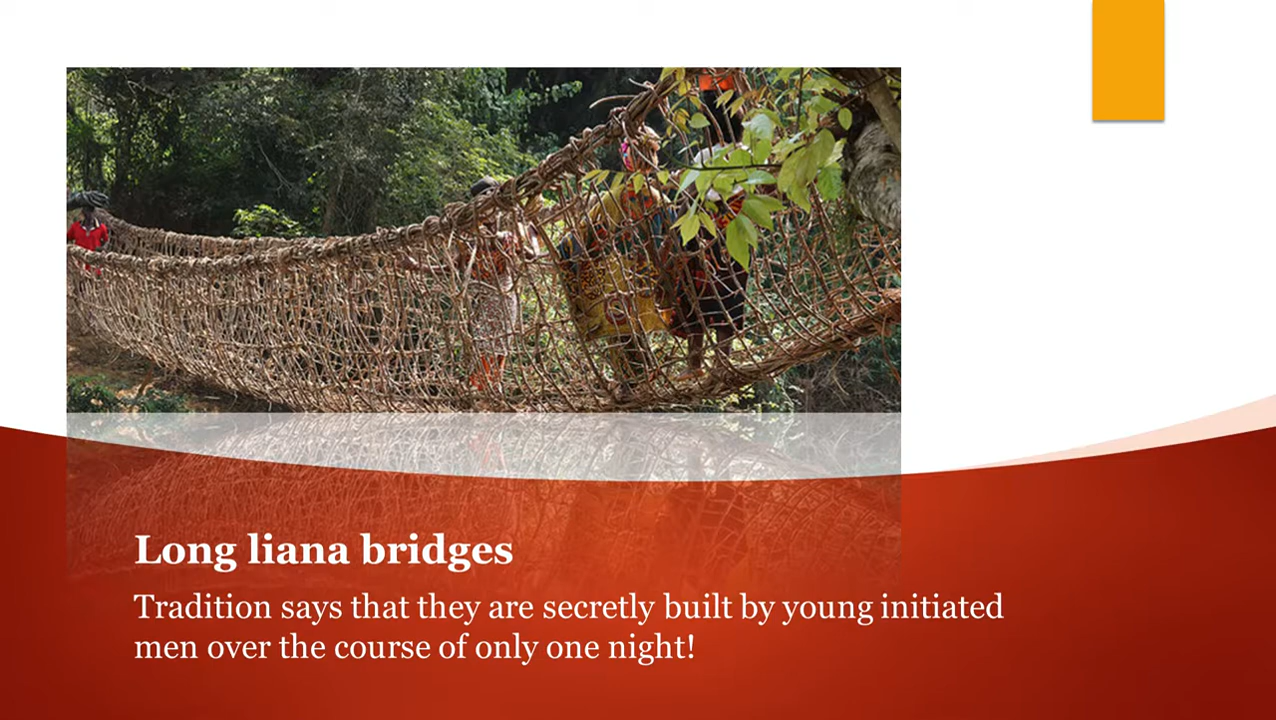 Long liana bridges
Tradition says that they are secretly built by young initiated
men over the course of only one night!